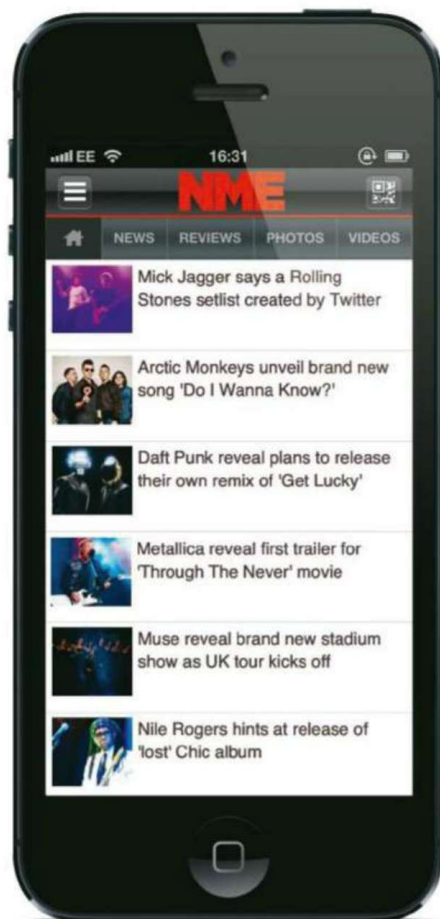 EE 16:31
NME
NEWS REVIEWS PHOTOS VIDEOS
Mick Jagger says a Rolling
Stones setlist created by Twitter
Arctic Monkeys unveil brand new
song 'Do I Wanna Know?'
Daft Punk reveal plans to release
their own remix of 'Get Lucky'
Metallica reveal first trailer for
'Through The Never' movie
Muse reveal brand new stadium
show as UK tour kicks off
Nile Rogers hints at release of
'lost' Chic album